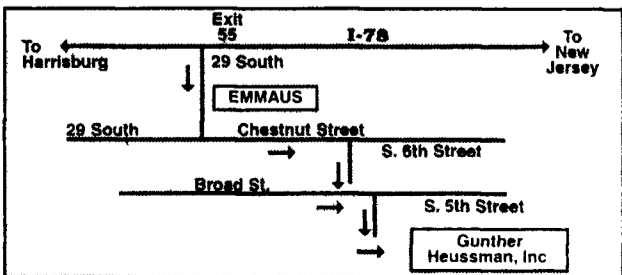 Exit
55
I-78
To
Harrisburg
To
New
Jersey
29 South
EMMAUS
29 South
Chestnut Street
S. 6th Street
Broad St.
S. 5th Street
Gunther
Heussman, Inc